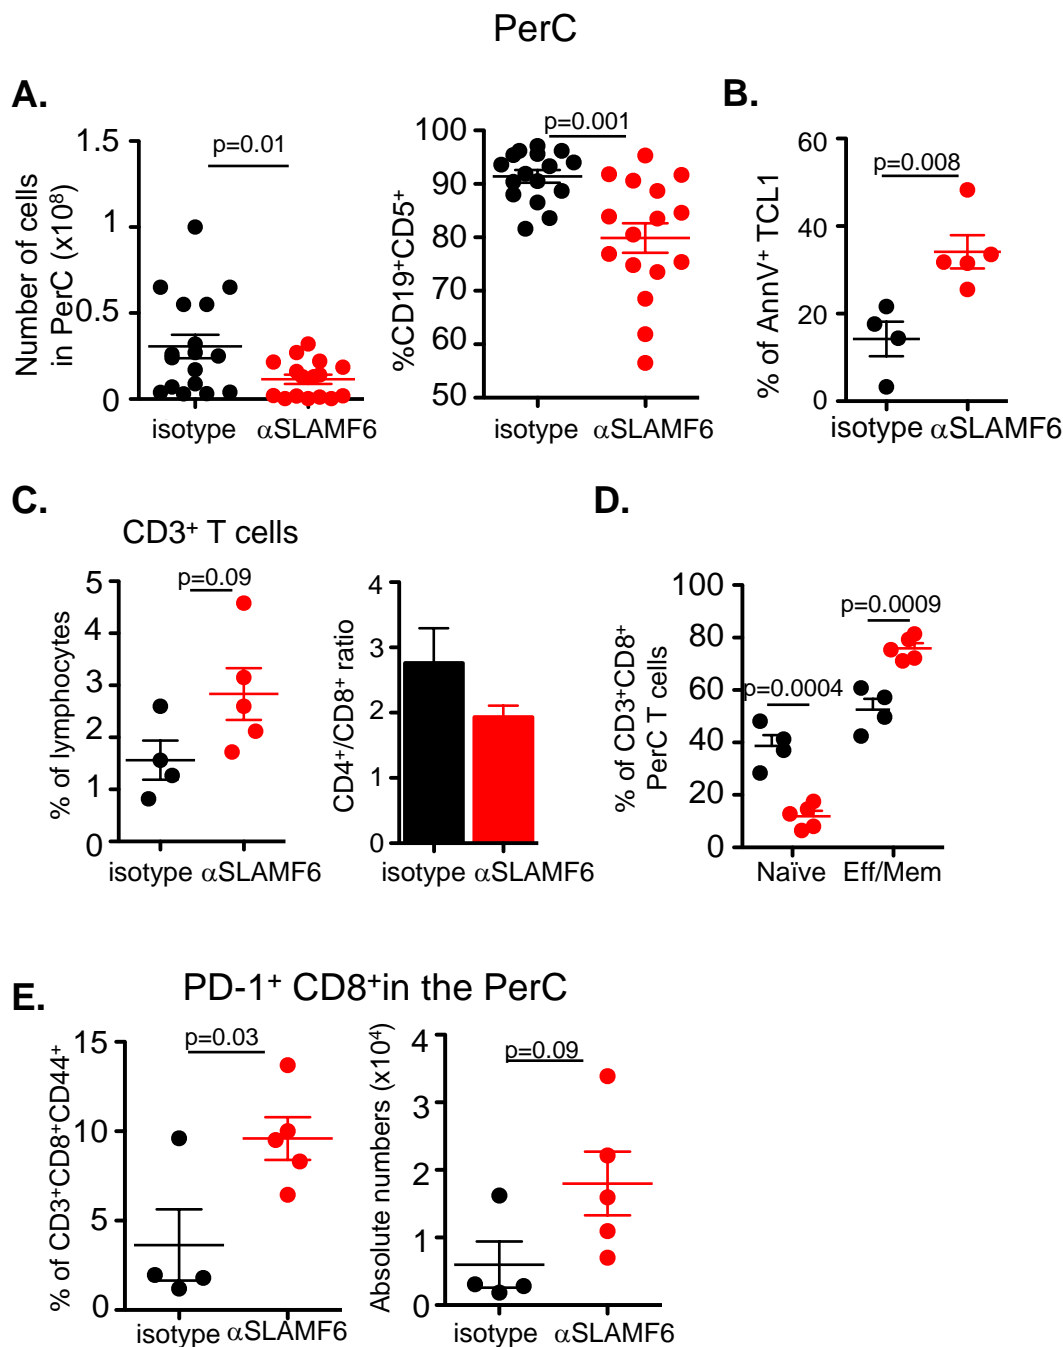 PerC
A.
Number of cells
in PerC (x10⁸)
1.5
1
0.5
0
p=0.01
isotype αSLAMF6
%CD19⁺CD5⁺
100
90
80
70
60
50
p=0.001
isotype αSLAMF6
B.
% of AnnV⁺ TCL1
60
40
20
0
p=0.008
isotype αSLAMF6
C.
CD3⁺ T cells
% of lymphocytes
5
4
3
2
1
0
p=0.09
isotype αSLAMF6
CD4⁺/CD8⁺ ratio
4
3
2
1
0
isotype αSLAMF6
D.
% of CD3⁺CD8⁺
PerC T cells
100
80
60
40
20
0
p=0.0004
p=0.0009
Naïve Eff/Mem
E.
PD-1⁺ CD8⁺in the PerC
% of CD3⁺CD8⁺CD44⁺
15
10
5
0
p=0.03
isotype αSLAMF6
Absolute numbers (x10⁴)
4
3
2
1
0
p=0.09
isotype αSLAMF6